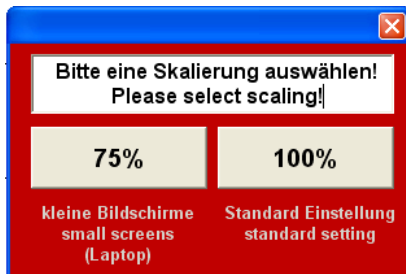 Bitte eine Skalierung auswählen!
Please select scaling!
75%
100%
kleine Bildschirme
small screens
(Laptop)
Standard Einstellung
standard setting